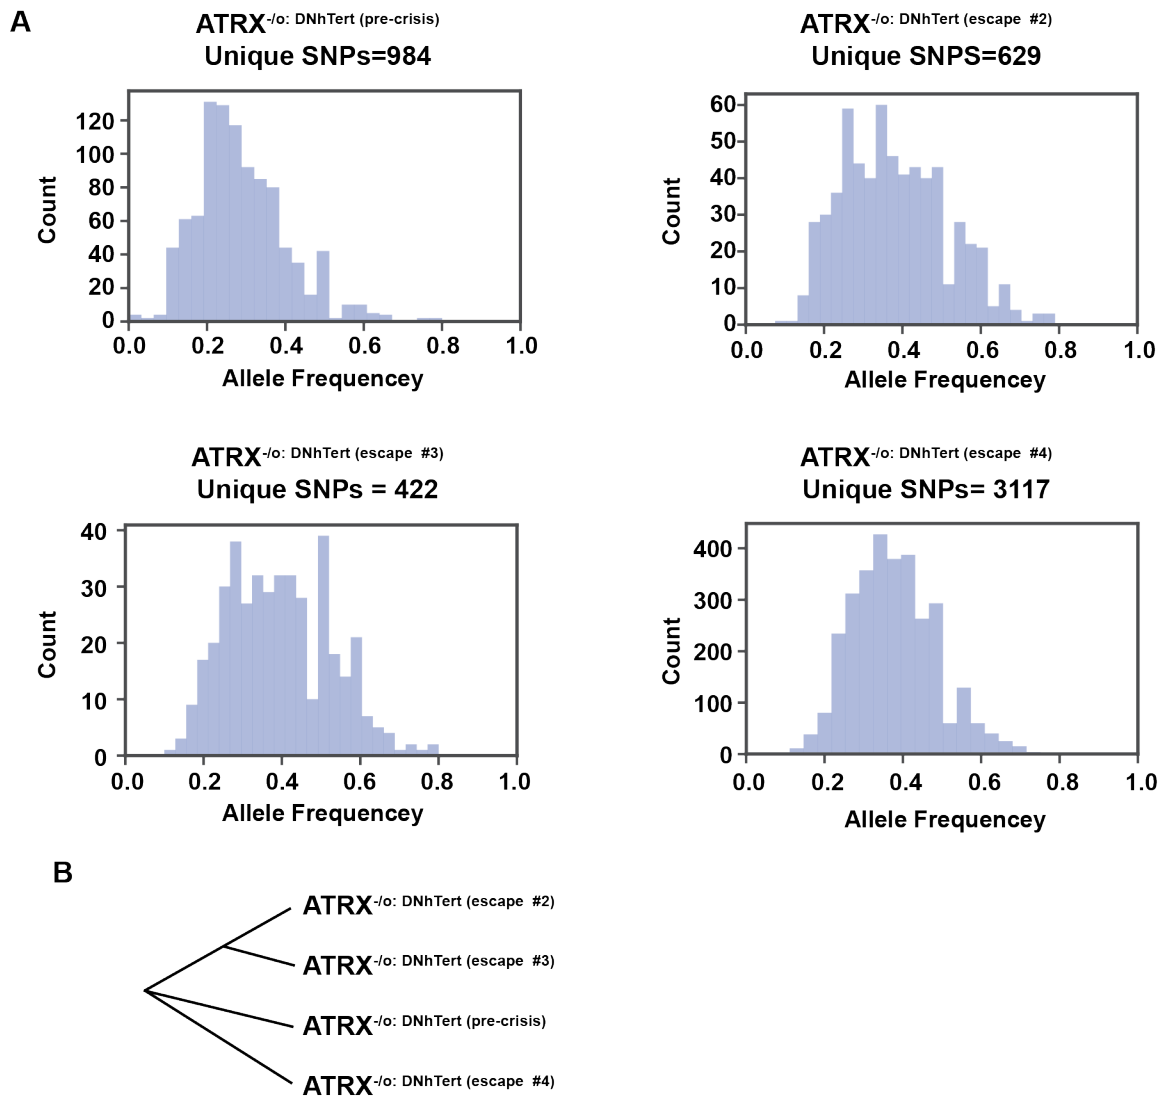 A
ATRX-/o: DNhTert (pre-crisis)
Unique SNPs=984
120
100
80
60
40
20
0
Count
0.0 0.2 0.4 0.6 0.8 1.0
Allele Frequencey
ATRX-/o: DNhTert (escape #2)
Unique SNPS=629
60
50
40
30
20
10
0
Count
0.0 0.2 0.4 0.6 0.8 1.0
Allele Frequencey
ATRX-/o: DNhTert (escape #3)
Unique SNPs = 422
40
30
20
10
0
Count
0.0 0.2 0.4 0.6 0.8 1.0
Allele Frequencey
ATRX-/o: DNhTert (escape #4)
Unique SNPs= 3117
400
300
200
100
0
Count
0.0 0.2 0.4 0.6 0.8 1.0
Allele Frequencey
B
ATRX-/o: DNhTert (escape #2)
ATRX-/o: DNhTert (escape #3)
ATRX-/o: DNhTert (pre-crisis)
ATRX-/o: DNhTert (escape #4)